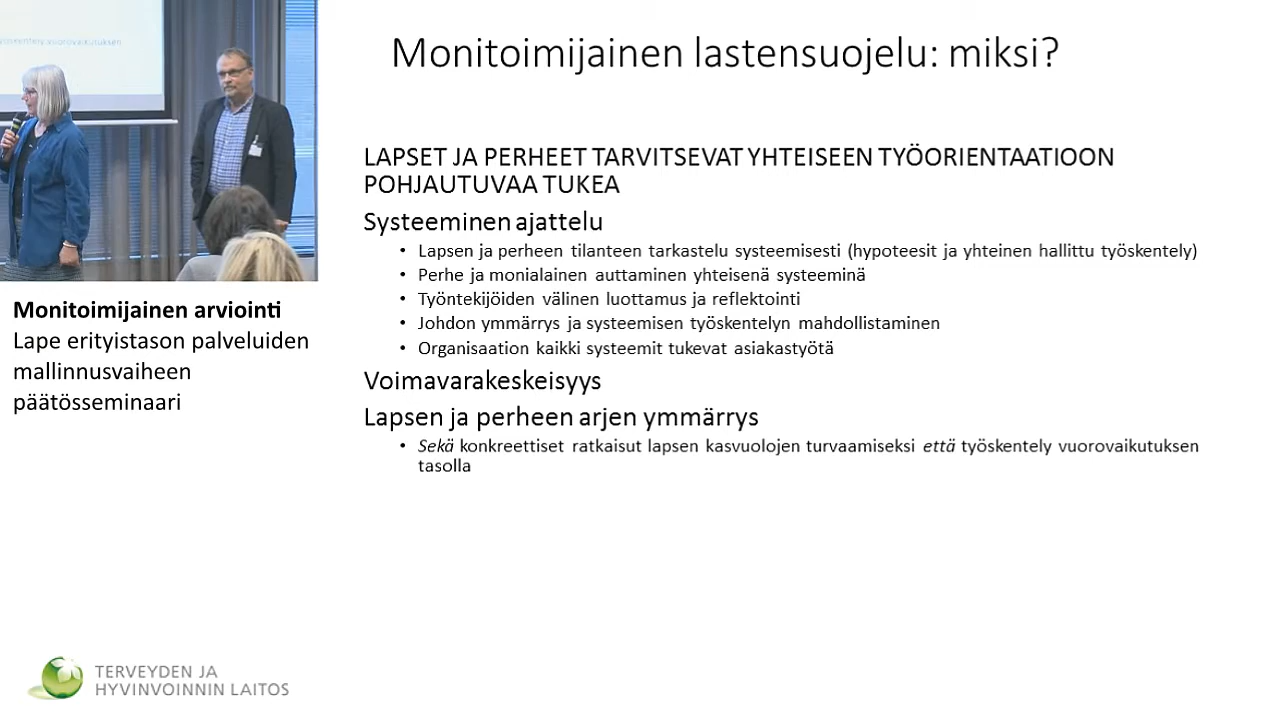 Monitoimijainen lastensuojelu: miksi?
LAPSET JA PERHEET TARVITSEVAT YHTEISEEN TYÖORIENTAATIOON
POHJAUTUVAA TUKEA
Systeeminen ajattelu
• Lapsen ja perheen tilanteen tarkastelu systeemisesti (hypoteesit ja yhteinen hallittu työskentely)
• Perhe ja monialainen auttaminen yhteisenä systeeminä
• Työntekijöiden välinen luottamus ja reflektointi
• Johdon ymmärrys ja systeemisen työskentelyn mahdollistaminen
• Organisaation kaikki systeemit tukevat asiakastyötä
Voimavarakeskeisyys
Lapsen ja perheen arjen ymmärrys
• Sekä konkreettiset ratkaisut lapsen kasvuolojen turvaamiseksi että työskentely vuorovaikutuksen
tasolla
Monitoimijainen arviointi
Lape erityistason palveluiden
mallinnusvaiheen
päätösseminaari
TERVEYDEN JA
HYVINVOINNIN LAITOS